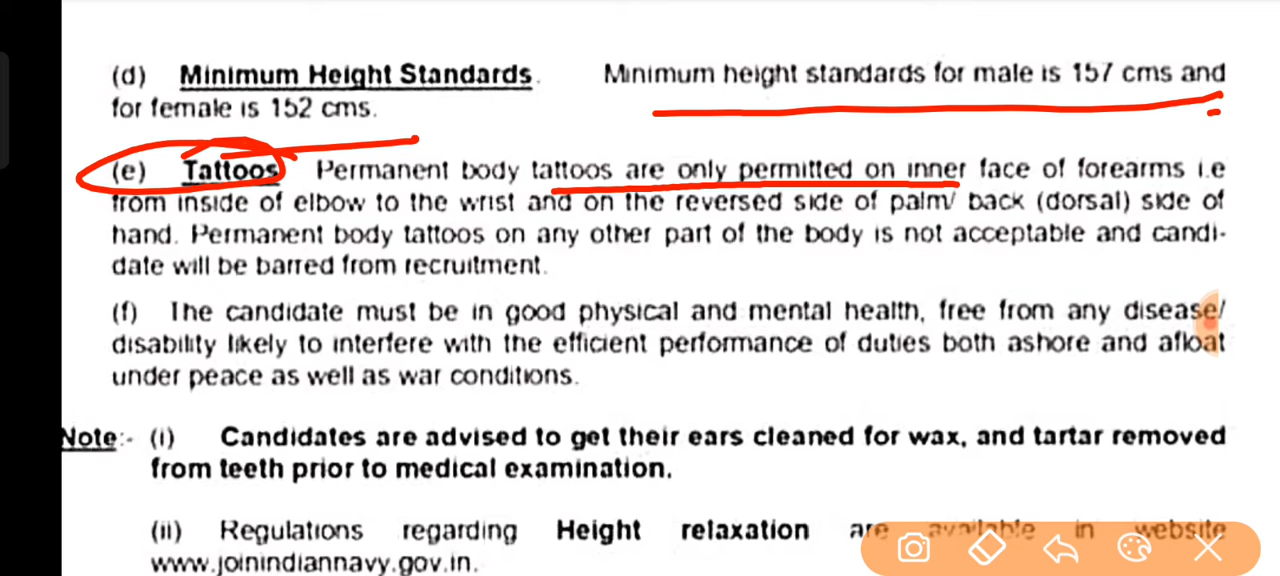 (d) Minimum Height Standards. Minimum height standards for male is 157 cms and
for female is 152 cms.
(e) Tattoos Permanent body tattoos are only permitted on inner face of forearms i.e
from inside of elbow to the wrist and on the reversed side of palm/ back (dorsal) side of
hand. Permanent body tattoos on any other part of the body is not acceptable and candi-
date will be barred from recruitment.
(f) The candidate must be in good physical and mental health, free from any disease/
disability likely to interfere with the efficient performance of duties both ashore and afloat
under peace as well as war conditions.
Note:- (i) Candidates are advised to get their ears cleaned for wax, and tartar removed
from teeth prior to medical examination.
(ii) Regulations regarding Height relaxation are available in website
www.joinindiannavy.gov.in.